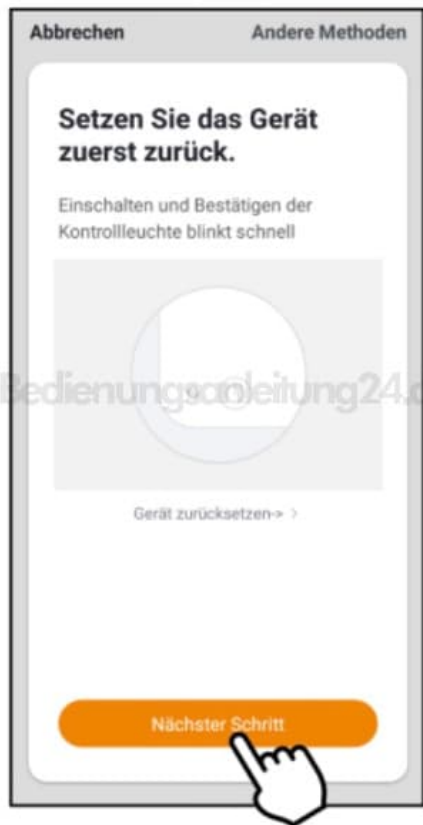 Abbrechen Andere Methoden
Setzen Sie das Gerät
zuerst zurück.
Einschalten und Bestätigen der
Kontrollleuchte blinkt schnell
Bedienungsanleitung24.d
Gerät zurücksetzen-> >
Nächster Schritt